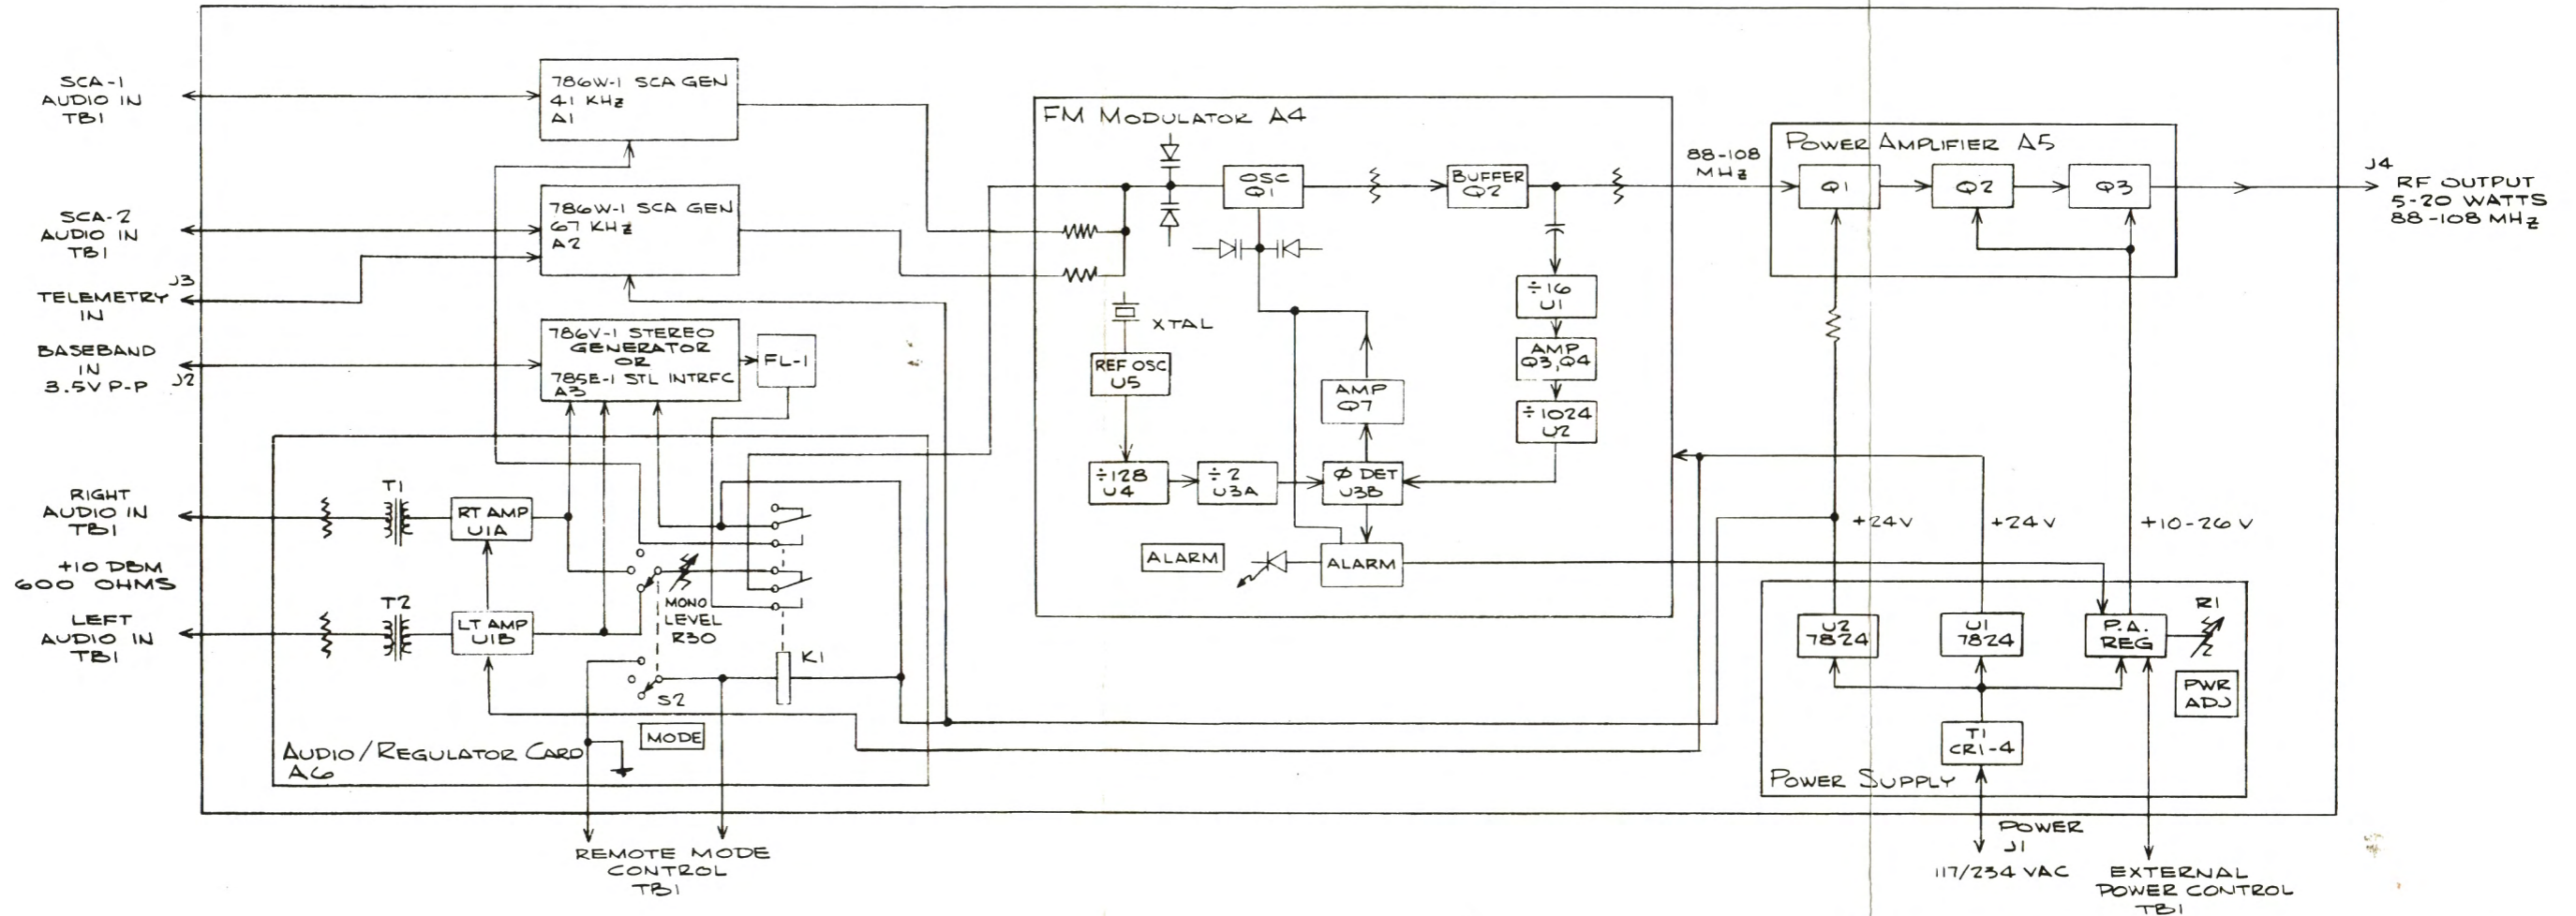 SCA-1
AUDIO IN
TB1
SCA-2
AUDIO IN
TB1
J3
TELEMETRY
IN
BASEBAND
IN
3.5V P-P
J2
RIGHT
AUDIO IN
TB1
+10 DBM
600 OHMS
LEFT
AUDIO IN
TB1
786W-1 SCA GEN
41 KHz
A1
786W-1 SCA GEN
67 KHz
A2
786V-1 STEREO
GENERATOR
OR
785E-1 STL INTRFC
A3
FL-1
T1
RT AMP
U1A
T2
LT AMP
U1B
MONO
LEVEL
R30
K1
S2
MODE
AUDIO/REGULATOR CARD
A6
REMOTE MODE
CONTROL
TB1
FM MODULATOR A4
OSC
Q1
BUFFER
Q2
÷16
U1
AMP
Q3,Q4
÷1024
U2
XTAL
REF OSC
U5
÷128
U4
÷2
U3A
Ø DET
U3B
AMP
Q7
ALARM
ALARM
88-108
MHz
POWER AMPLIFIER A5
Q1
Q2
Q3
J4
RF OUTPUT
5-20 WATTS
88-108 MHz
+24V
+24V
+10-26 V
U2
7824
U1
7824
P.A.
REG
R1
PWR
ADJ
T1
CR1-4
POWER SUPPLY
POWER
J1
117/234 VAC
EXTERNAL
POWER CONTROL
TB1